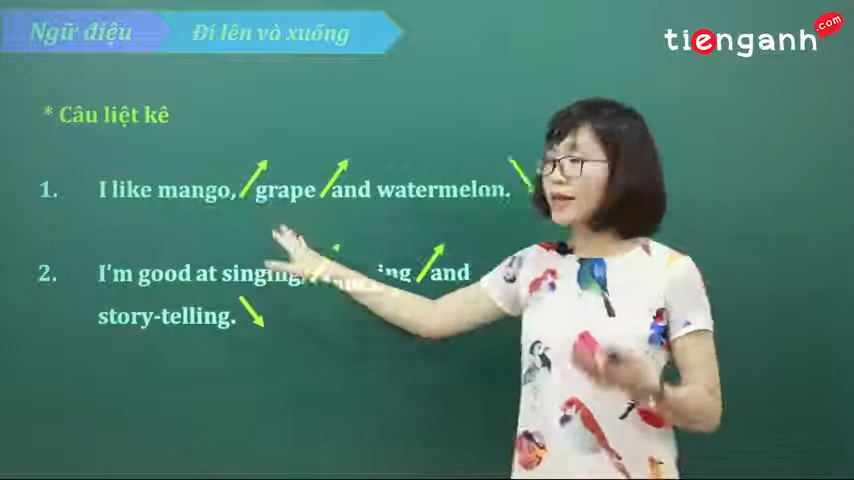 Ngữ điệu Đi lên và xuống
tienganh.com
* Câu liệt kê
1. I like mango, grape and watermelon.
2. I'm good at singing, ing and
story-telling.